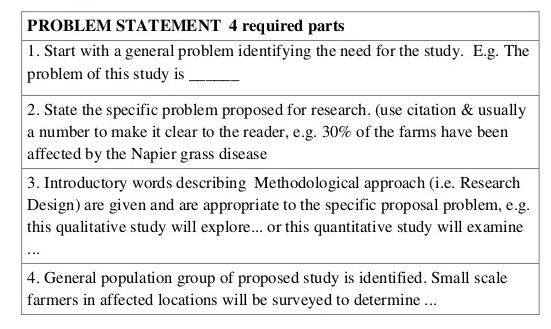 PROBLEM STATEMENT  4 required parts
1. Start with a general problem identifying the need for the study.  E.g. The
problem of this study is ______
2. State the specific problem proposed for research. (use citation & usually
a number to make it clear to the reader, e.g. 30% of the farms have been
affected by the Napier grass disease
3. Introductory words describing  Methodological approach (i.e. Research
Design) are given and are appropriate to the specific proposal problem, e.g.
this qualitative study will explore... or this quantitative study will examine
...
4. General population group of proposed study is identified. Small scale
farmers in affected locations will be surveyed to determine ...